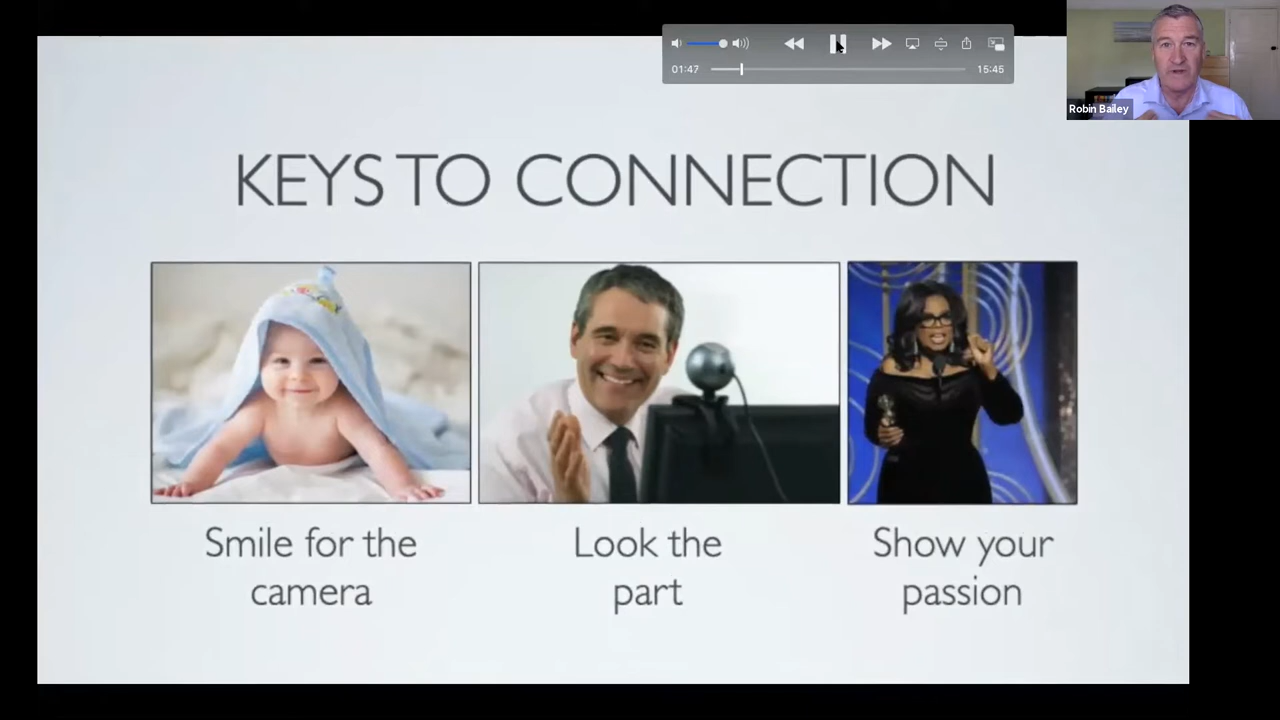 01:47
15:45
Robin Bailey
KEYS TO CONNECTION
Smile for the
camera
Look the
part
Show your
passion